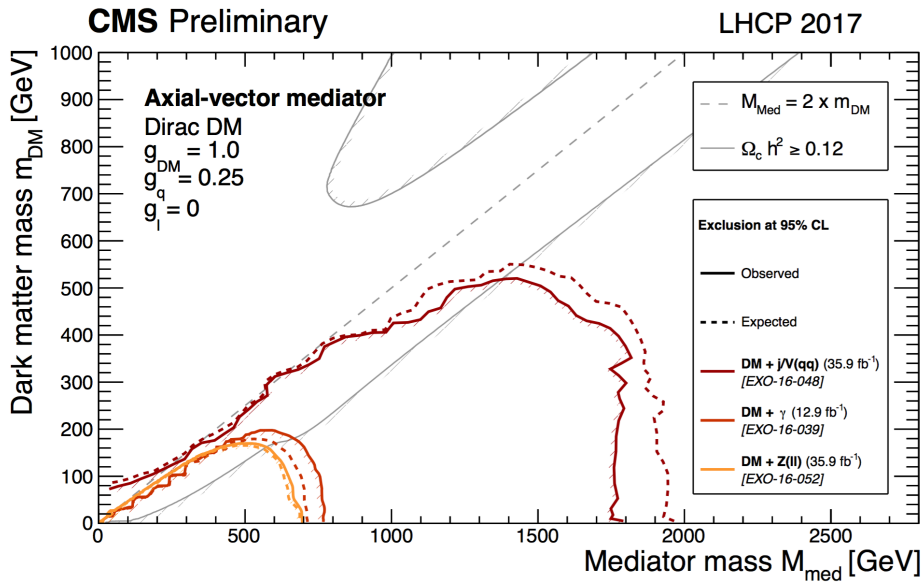 CMS Preliminary
LHCP 2017
Dark matter mass m_DM [GeV]
1000
900
800
700
600
500
400
300
200
100
0
Axial-vector mediator
Dirac DM
g_DM = 1.0
g_q = 0.25
g_l = 0
M_Med = 2 x m_DM
Ω_c h² ≥ 0.12
Exclusion at 95% CL
Observed
Expected
DM + j/V(qq) (35.9 fb⁻¹)
[EXO-16-048]
DM + γ (12.9 fb⁻¹)
[EXO-16-039]
DM + Z(ll) (35.9 fb⁻¹)
[EXO-16-052]
0 500 1000 1500 2000 2500
Mediator mass M_med [GeV]